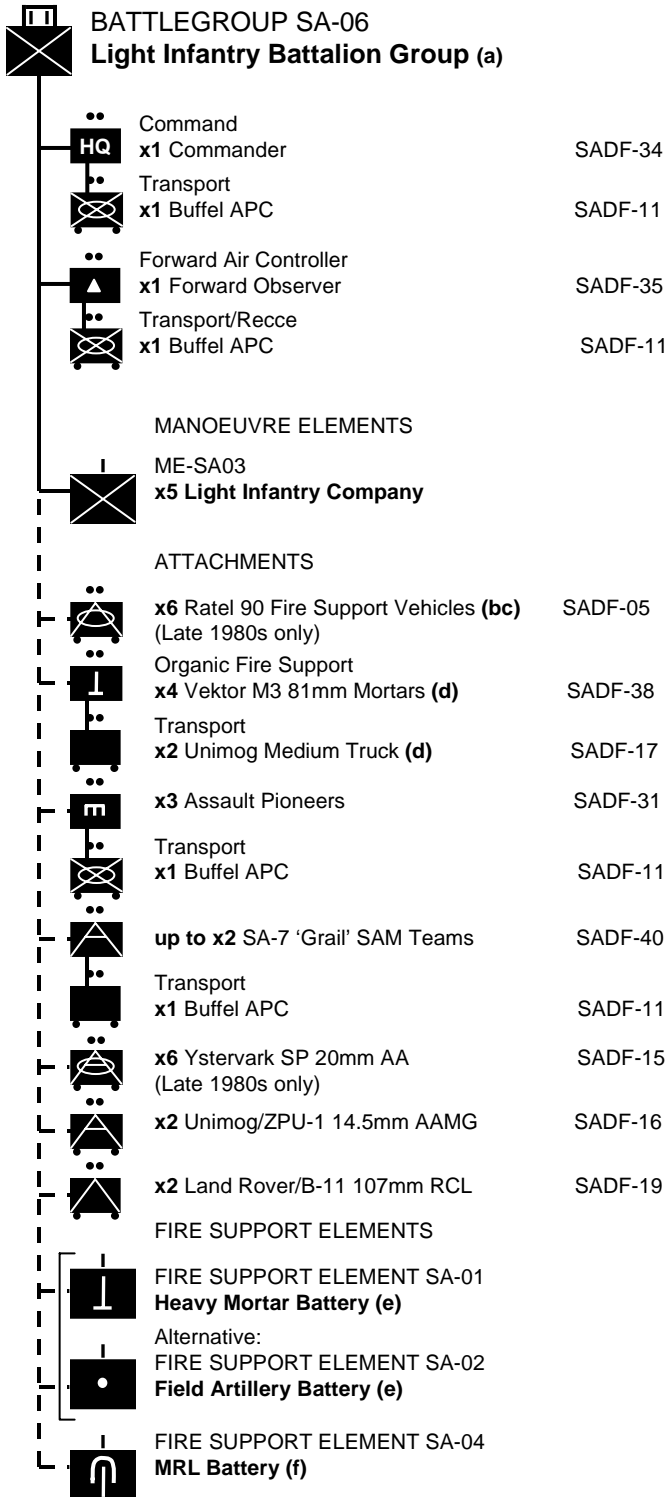 BATTLEGROUP SA-06
Light Infantry Battalion Group (a)
Command
HQ x1 Commander SADF-34
Transport
x1 Buffel APC SADF-11
Forward Air Controller
x1 Forward Observer SADF-35
Transport/Recce
x1 Buffel APC SADF-11
MANOEUVRE ELEMENTS
ME-SA03
x5 Light Infantry Company
ATTACHMENTS
x6 Ratel 90 Fire Support Vehicles (bc) SADF-05
(Late 1980s only)
Organic Fire Support
x4 Vektor M3 81mm Mortars (d) SADF-38
Transport
x2 Unimog Medium Truck (d) SADF-17
x3 Assault Pioneers SADF-31
Transport
x1 Buffel APC SADF-11
up to x2 SA-7 ‘Grail’ SAM Teams SADF-40
Transport
x1 Buffel APC SADF-11
x6 Ystervark SP 20mm AA SADF-15
(Late 1980s only)
x2 Unimog/ZPU-1 14.5mm AAMG SADF-16
x2 Land Rover/B-11 107mm RCL SADF-19
FIRE SUPPORT ELEMENTS
FIRE SUPPORT ELEMENT SA-01
Heavy Mortar Battery (e)
Alternative:
FIRE SUPPORT ELEMENT SA-02
Field Artillery Battery (e)
FIRE SUPPORT ELEMENT SA-04
MRL Battery (f)